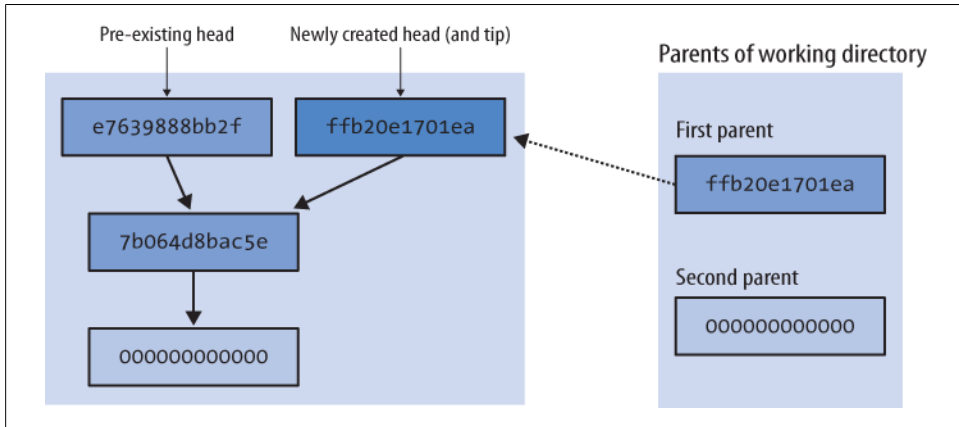 Pre-existing head
Newly created head (and tip)
Parents of working directory
e7639888bb2f
ffb20e1701ea
First parent
ffb20e1701ea
7b064d8bac5e
Second parent
000000000000
000000000000